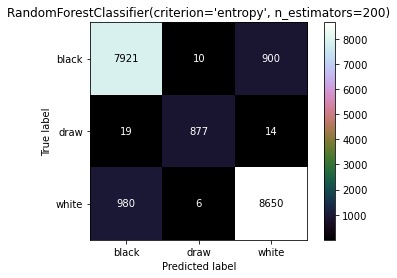 RandomForestClassifier(criterion='entropy', n_estimators=200)
black
7921
10
900
draw
19
877
14
white
980
6
8650
black
draw
white
Predicted label
True label
8000
7000
6000
5000
4000
3000
2000
1000